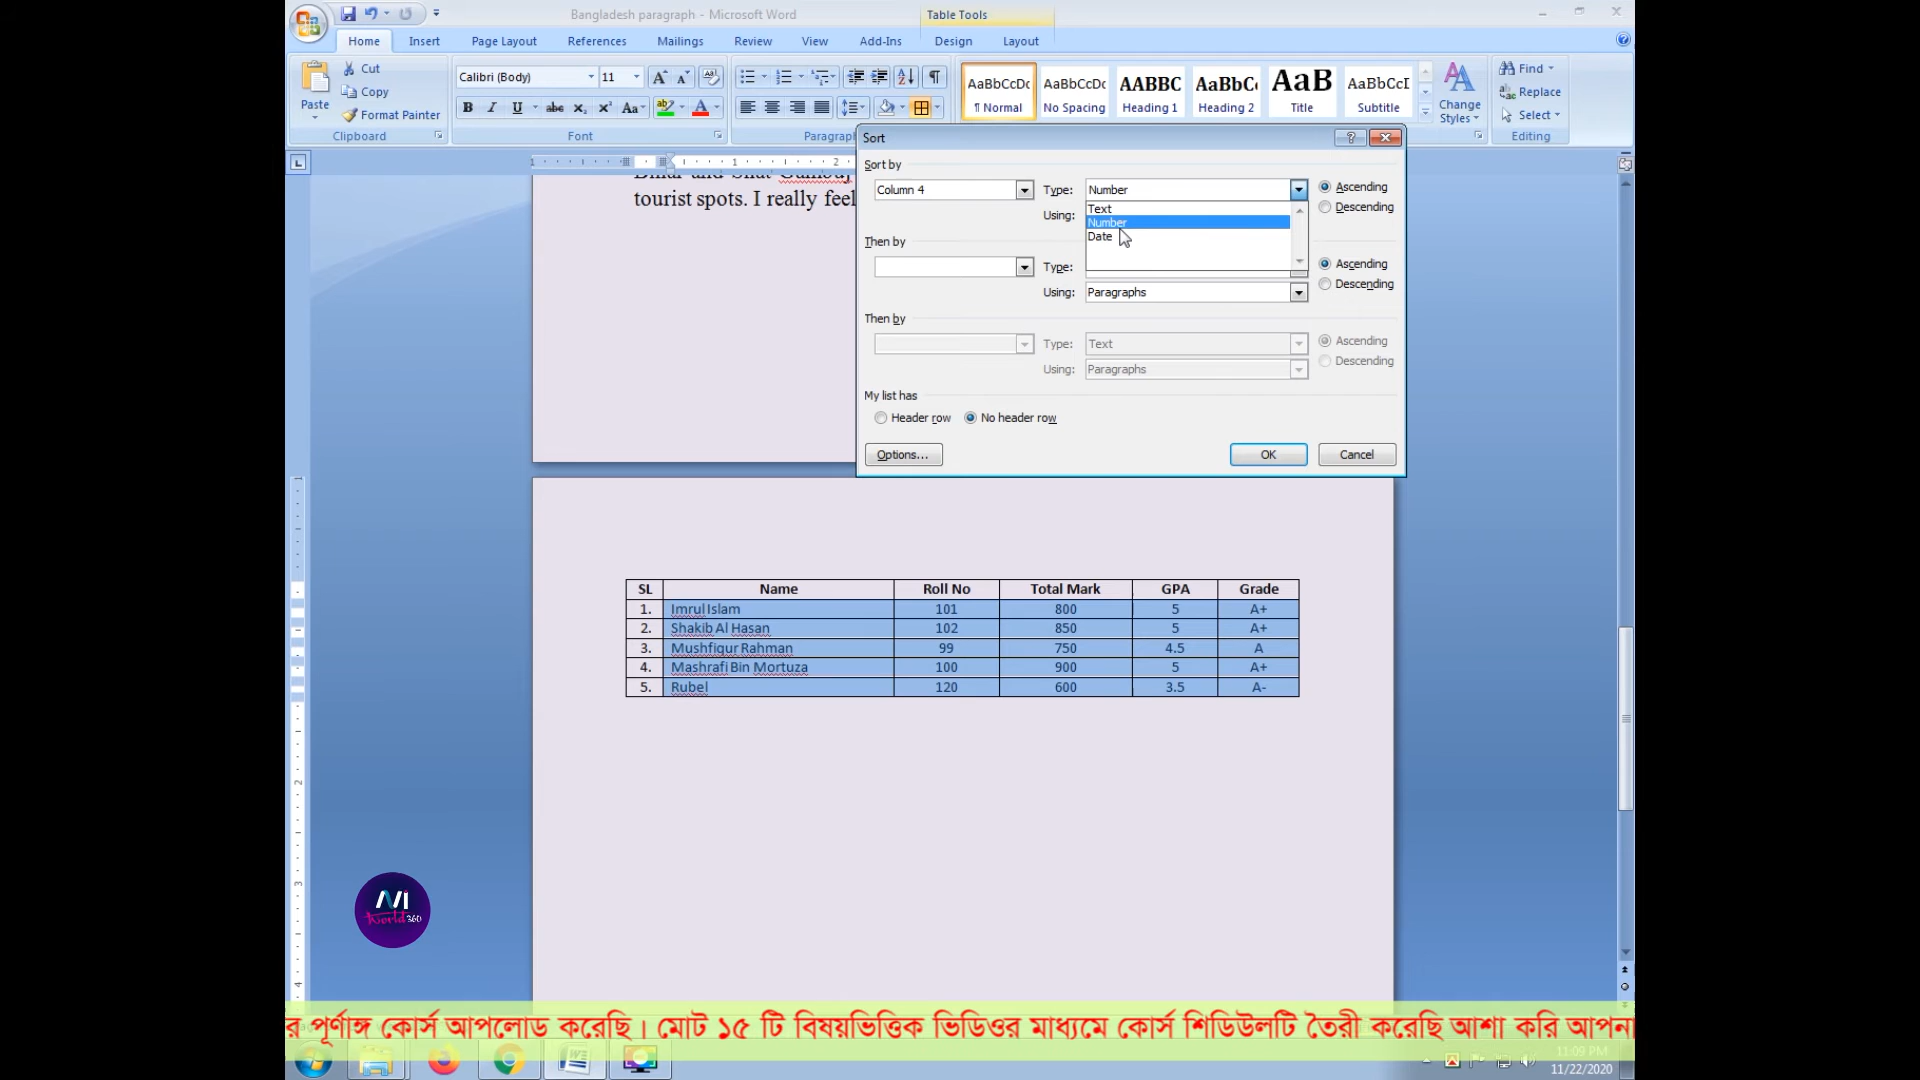 Bangladesh paragraph - Microsoft Word
Table Tools
Home Insert Page Layout References Mailings Review View Add-Ins Design Layout
Paste
Cut
Copy
Format Painter
Clipboard
Calibri (Body) 11
Font
Paragraph
AaBbCcDc AaBbCcDc AABBC AaBbC AaB AaBbCcI
¶ Normal No Spacing Heading 1 Heading 2 Title Subtitle
Change Styles
Find
Replace
Select
Editing
tourist spots. I really feel
Sort
Sort by
Column 4 Type: Number Ascending
Text
Using: Descending
Number
Date
Then by
Type: Ascending
Using: Paragraphs Descending
Then by
Type: Text Ascending
Using: Paragraphs Descending
My list has
Header row No header row
Options... OK Cancel
SL Name Roll No Total Mark GPA Grade
1. Imrul Islam 101 800 5 A+
2. Shakib Al Hasan 102 850 5 A+
3. Mushfiqur Rahman 99 750 4.5 A
4. Mashrafi Bin Mortuza 100 900 5 A+
5. Rubel 120 600 3.5 A-
World 360
র পূর্ণাঙ্গ কোর্স আপলোড করেছি। মোট ১৫ টি বিষয়ভিত্তিক ভিডিওর মাধ্যমে কোর্স শিডিউলটি তৈরী করেছি আশা করি আপনা
11:09 PM
11/22/2020